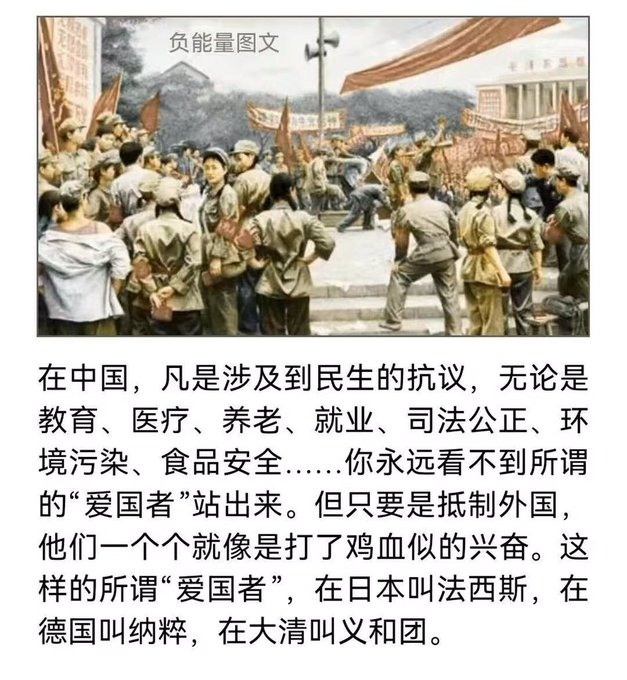 负能量图文
在中国，凡是涉及到民生的抗议，无论是
教育、医疗、养老、就业、司法公正、环
境污染、食品安全……你永远看不到所谓
的“爱国者”站出来。但只要是抵制外国，
他们一个个就像是打了鸡血似的兴奋。这
样的所谓“爱国者”，在日本叫法西斯，在
德国叫纳粹，在大清叫义和团。